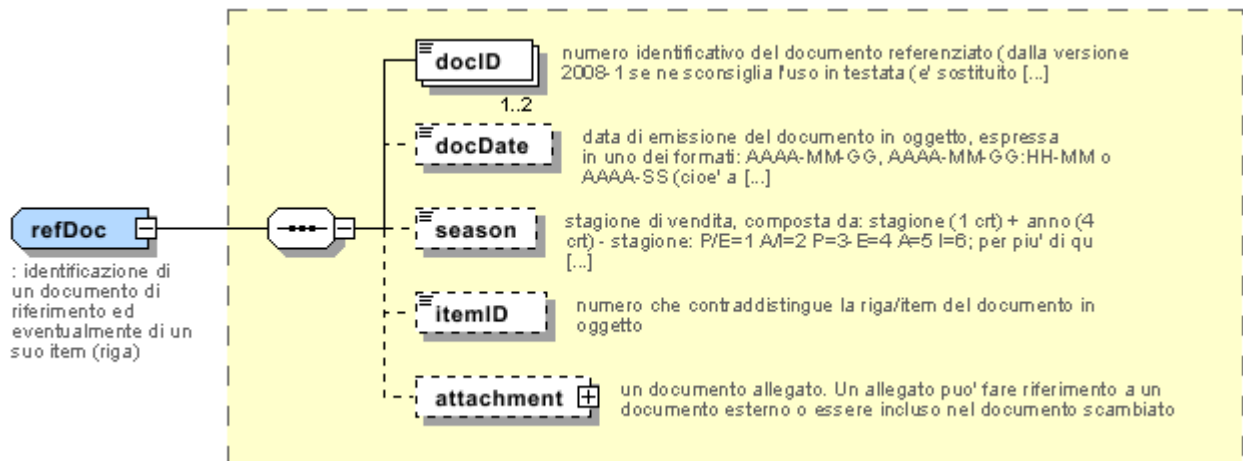 docID
numero identificativo del documento referenziato (dalla versione
2008-1 se ne sconsiglia l'uso in testata (e' sostituito [...]
1..2
docDate
data di emissione del documento in oggetto, espressa
in uno dei formati: AAAA-MM-GG, AAAA-MM-GG:HH-MM o
AAAA-SS (cioe' a [...]
refDoc
: identificazione di
un documento di
riferimento ed
eventualmente di un
suo item (riga)
season
stagione di vendita, composta da: stagione (1 crt) + anno (4
crt) - stagione: P/E=1 A/I=2 P=3- E=4 A=5 I=6; per piu' di qu
[...]
itemID
numero che contraddistingue la riga/item del documento in
oggetto
attachment
un documento allegato. Un allegato puo' fare riferimento a un
documento esterno o essere incluso nel documento scambiato